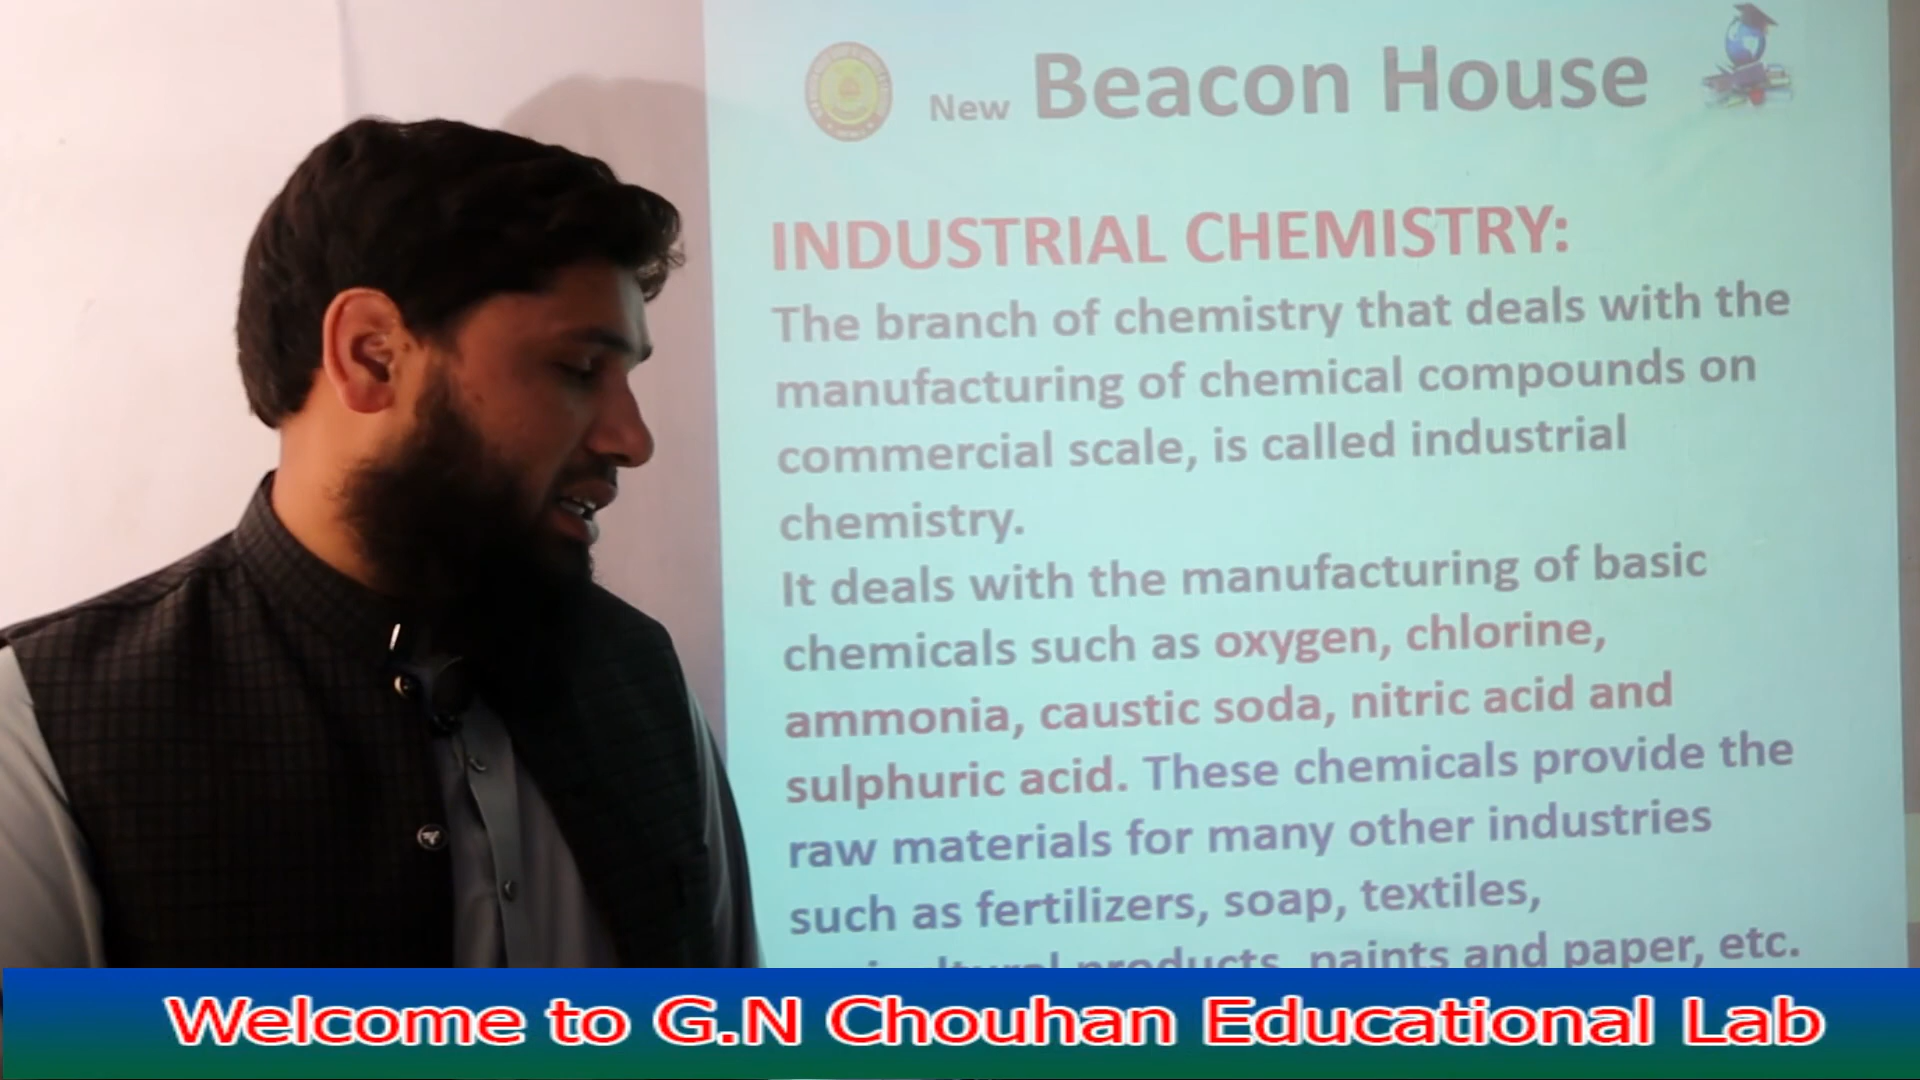 New Beacon House
INDUSTRIAL CHEMISTRY:
The branch of chemistry that deals with the
manufacturing of chemical compounds on
commercial scale, is called industrial
chemistry.
It deals with the manufacturing of basic
chemicals such as oxygen, chlorine,
ammonia, caustic soda, nitric acid and
sulphuric acid. These chemicals provide the
raw materials for many other industries
such as fertilizers, soap, textiles,
products, paints and paper, etc.
Welcome to G.N Chouhan Educational Lab